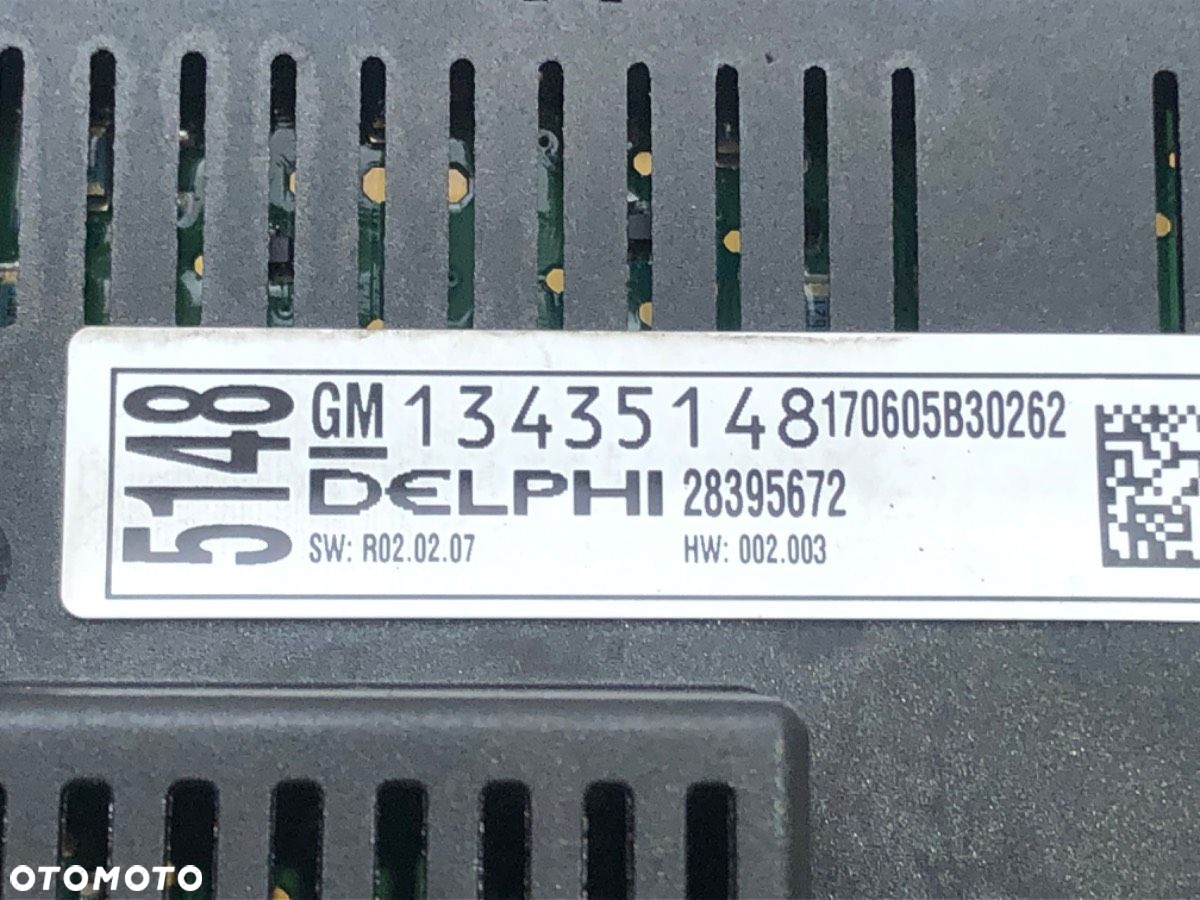 5148
GM 13435148 170605B30262
DELPHI 28395672
SW: R02.02.07 HW: 002.003
OTOMOTO